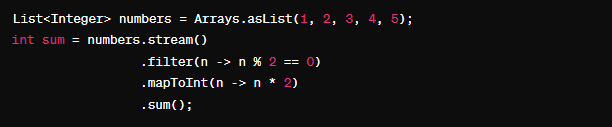 List<Integer> numbers = Arrays.asList(1, 2, 3, 4, 5);
int sum = numbers.stream()
                 .filter(n -> n % 2 == 0)
                 .mapToInt(n -> n * 2)
                 .sum();